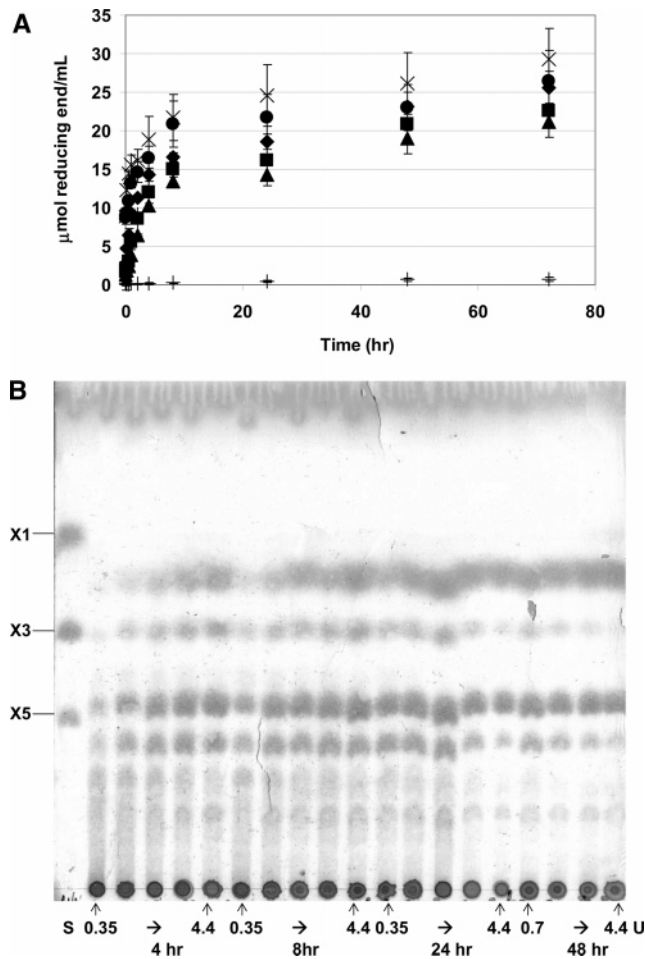 A
µmol reducing end/mL
35
30
25
20
15
10
5
0
0 20 40 60 80
Time (hr)
B
X1
X3
X5
S 0.35 → 4.4 0.35 → 4.4 0.35 → 4.4 0.7 → 4.4 U
4 hr 8hr 24 hr 48 hr